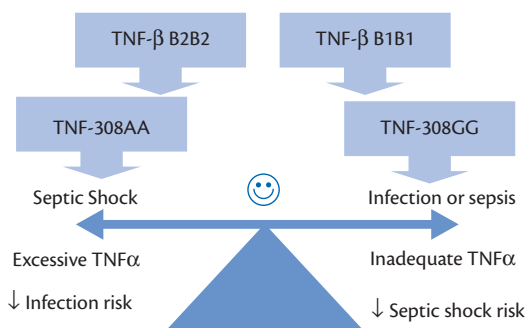 TNF-β B2B2
TNF-β B1B1
TNF-308AA
TNF-308GG
Septic Shock
Infection or sepsis
Excessive TNFα
Inadequate TNFα
↓ Infection risk
↓ Septic shock risk